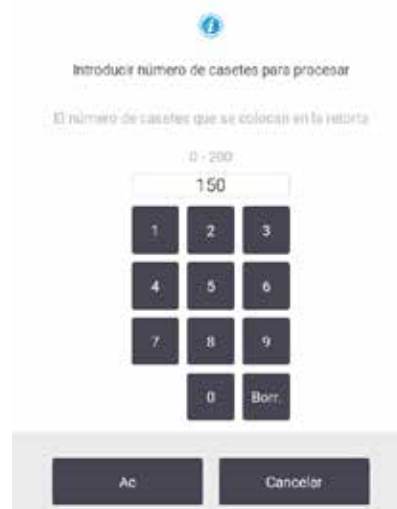 Introducir número de casetes para procesar
El número de casetes que se colocan en la retorta
0 - 200
150
1 2 3
4 5 6
7 8 9
0 Borr.
Ac Cancelar